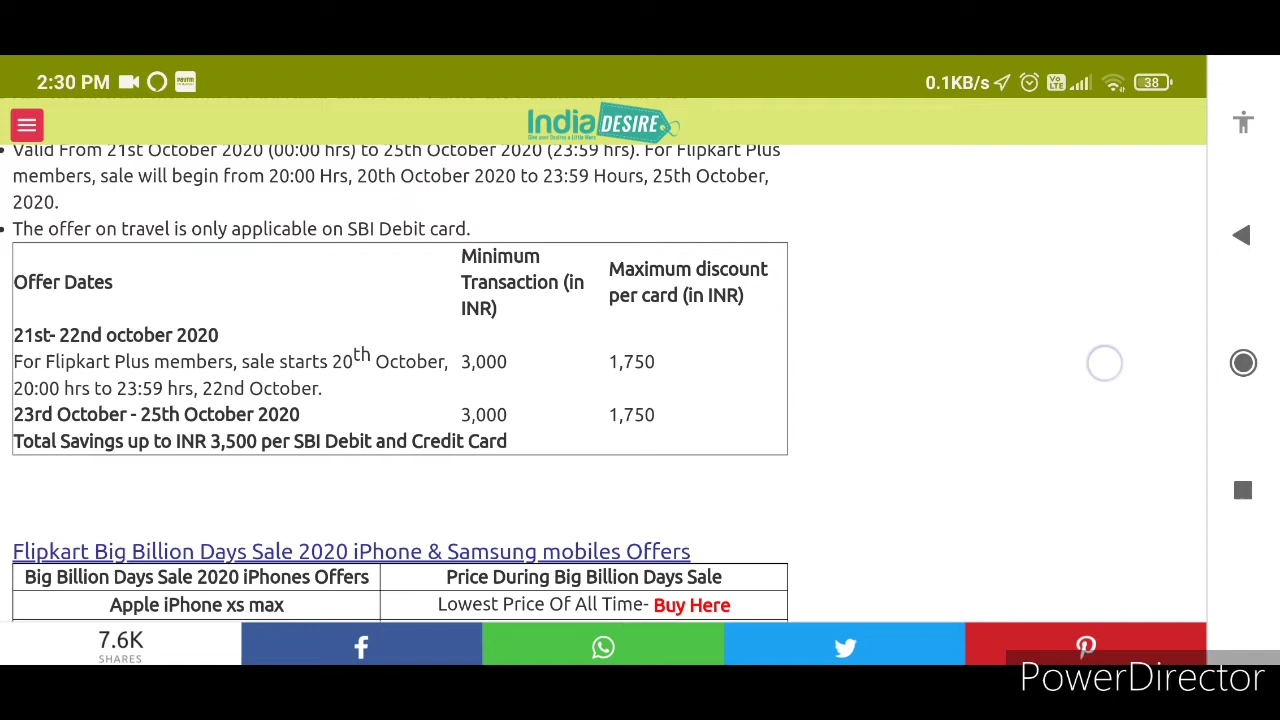 2:30 PM
0.1KB/s Vo LTE 38
India DESIRE
Valid From 21st October 2020 (00:00 hrs) to 25th October 2020 (23:59 hrs). For Flipkart Plus
members, sale will begin from 20:00 Hrs, 20th October 2020 to 23:59 Hours, 25th October,
2020.
The offer on travel is only applicable on SBI Debit card.
Offer Dates
Minimum
Transaction (in
INR)
Maximum discount
per card (in INR)
21st- 22nd october 2020
For Flipkart Plus members, sale starts 20th October, 3,000 1,750
20:00 hrs to 23:59 hrs, 22nd October.
23rd October - 25th October 2020 3,000 1,750
Total Savings up to INR 3,500 per SBI Debit and Credit Card
Flipkart Big Billion Days Sale 2020 iPhone & Samsung mobiles Offers
Big Billion Days Sale 2020 iPhones Offers Price During Big Billion Days Sale
Apple iPhone xs max Lowest Price Of All Time- Buy Here
7.6K
SHARES
PowerDirector